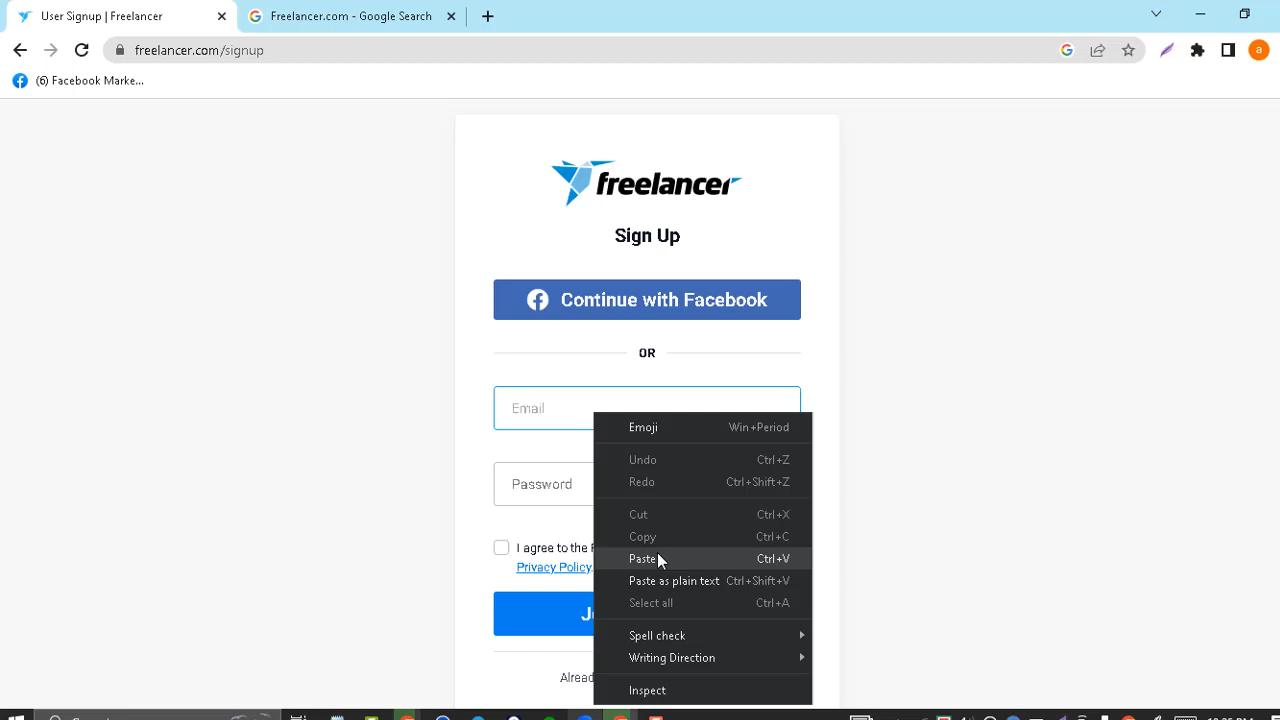 User Signup | Freelancer
Freelancer.com - Google Search
freelancer.com/signup
a
(6) Facebook Marke...
freelancer
Sign Up
Continue with Facebook
OR
Email
Emoji Win+Period
Undo Ctrl+Z
Redo Ctrl+Shift+Z
Password
Cut Ctrl+X
Copy Ctrl+C
I agree to the
Paste Ctrl+V
Privacy Policy
Paste as plain text Ctrl+Shift+V
Select all Ctrl+A
Spell check
Writing Direction
Inspect